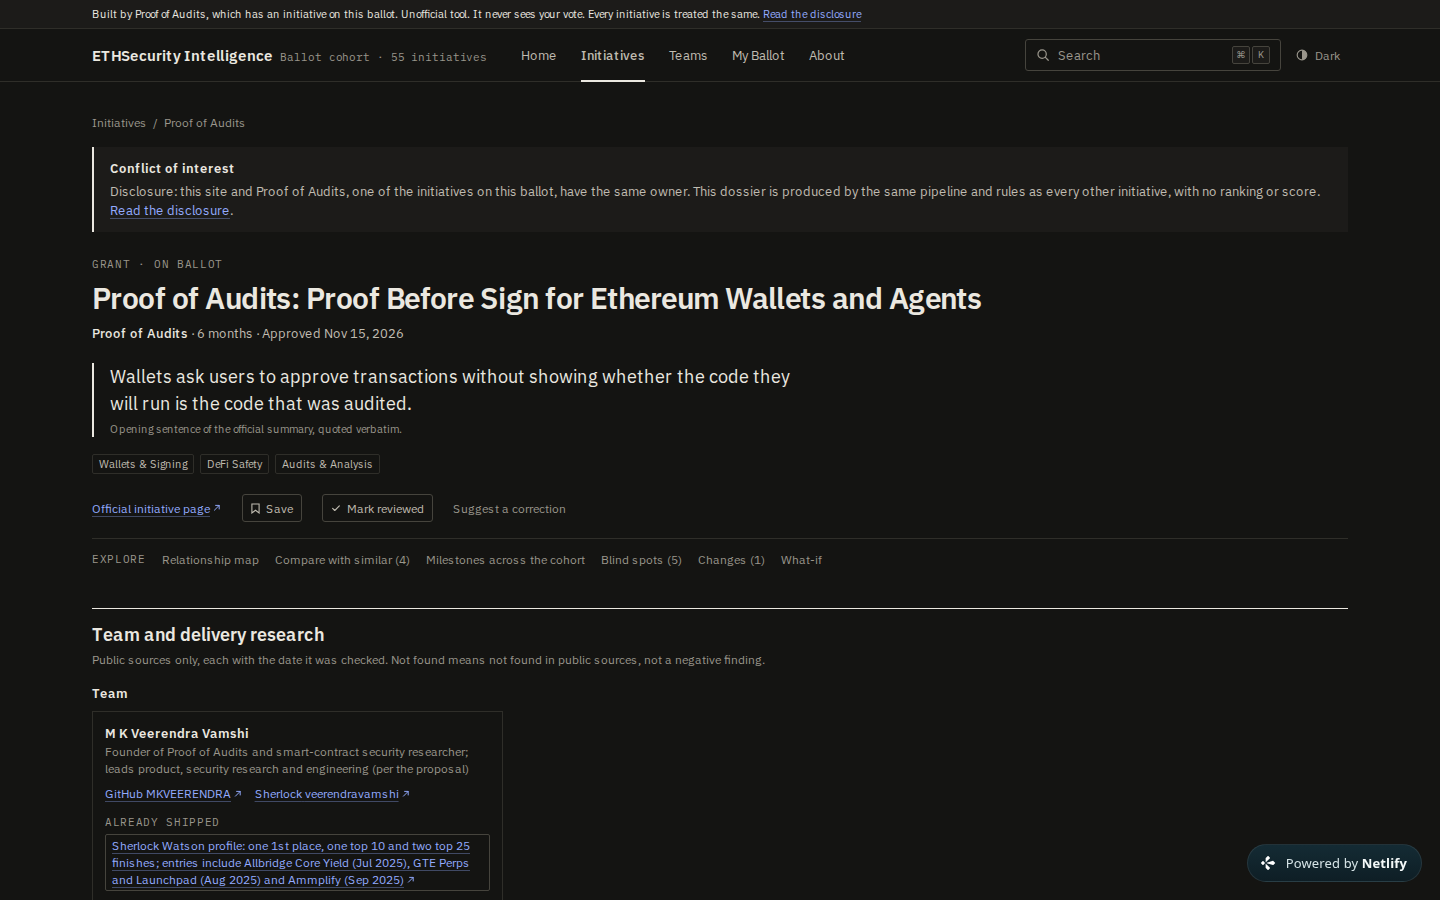 Built by Proof of Audits, which has an initiative on this ballot. Unofficial tool. It never sees your vote. Every initiative is treated the same. Read the disclosure
ETHSecurity Intelligence Ballot cohort · 55 initiatives Home Initiatives Teams My Ballot About Search ⌘ K Dark
Initiatives / Proof of Audits
Conflict of interest
Disclosure: this site and Proof of Audits, one of the initiatives on this ballot, have the same owner. This dossier is produced by the same pipeline and rules as every other initiative, with no ranking or score.
Read the disclosure.
GRANT · ON BALLOT
Proof of Audits: Proof Before Sign for Ethereum Wallets and Agents
Proof of Audits · 6 months · Approved Nov 15, 2026
Wallets ask users to approve transactions without showing whether the code they
will run is the code that was audited.
Opening sentence of the official summary, quoted verbatim.
Wallets & Signing DeFi Safety Audits & Analysis
Official initiative page ↗ Save Mark reviewed Suggest a correction
EXPLORE Relationship map Compare with similar (4) Milestones across the cohort Blind spots (5) Changes (1) What-if
Team and delivery research
Public sources only, each with the date it was checked. Not found means not found in public sources, not a negative finding.
Team
M K Veerendra Vamshi
Founder of Proof of Audits and smart-contract security researcher;
leads product, security research and engineering (per the proposal)
GitHub MKVEERENDRA ↗ Sherlock veerendravamshi ↗
ALREADY SHIPPED
Sherlock Watson profile: one 1st place, one top 10 and two top 25
finishes; entries include Allbridge Core Yield (Jul 2025), GTE Perps
and Launchpad (Aug 2025) and Ammplify (Sep 2025) ↗
Powered by Netlify